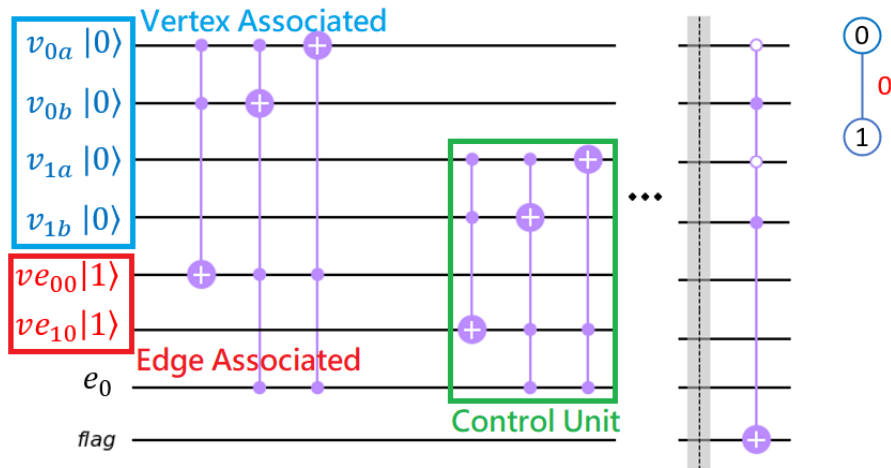 Vertex Associated
v₀ₐ |0⟩
v₀b |0⟩
v₁ₐ |0⟩
v₁b |0⟩
ve₀₀|1⟩
ve₁₀|1⟩
Edge Associated
e₀
Control Unit
flag
...
0
0
1